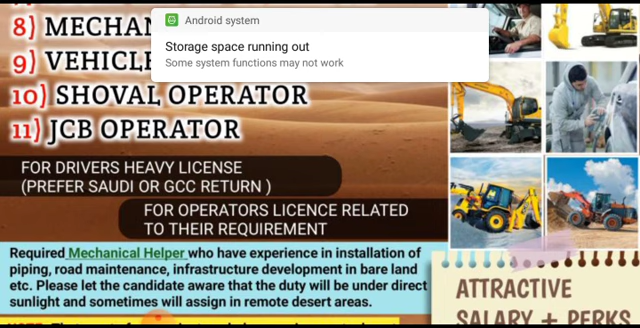 Android system
Storage space running out
Some system functions may not work
8) MECHAN
9) VEHICLE
10) SHOVAL OPERATOR
11) JCB OPERATOR
FOR DRIVERS HEAVY LICENSE
(PREFER SAUDI OR GCC RETURN )
FOR OPERATORS LICENCE RELATED
TO THEIR REQUIREMENT
Required Mechanical Helper who have experience in installation of
piping, road maintenance, infrastructure development in bare land
etc. Please let the candidate aware that the duty will be under direct
sunlight and sometimes will assign in remote desert areas.
ATTRACTIVE
SALARY + PERKS